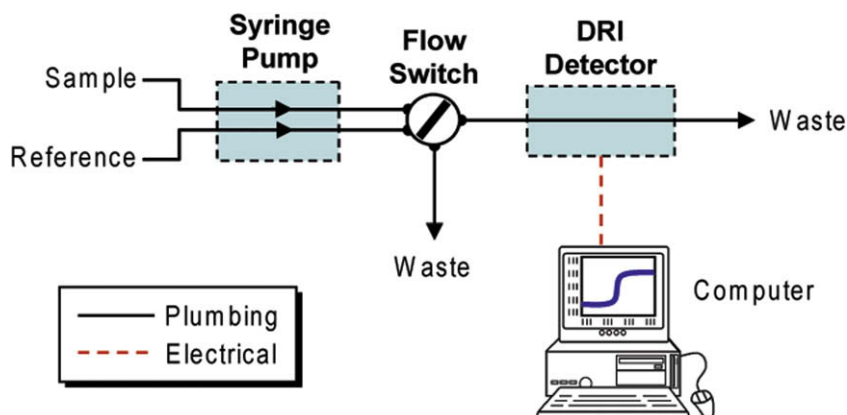 Syringe
Pump
Flow
Switch
DRI
Detector
Sample
Reference
Waste
Waste
Computer
Plumbing
Electrical